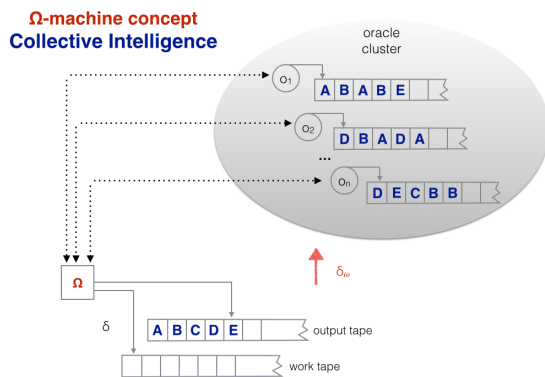 Ω-machine concept
Collective Intelligence
oracle
cluster
O1
A B A B E
O2
D B A D A
...
On
D E C B B
δω
Ω
δ
A B C D E
output tape
work tape